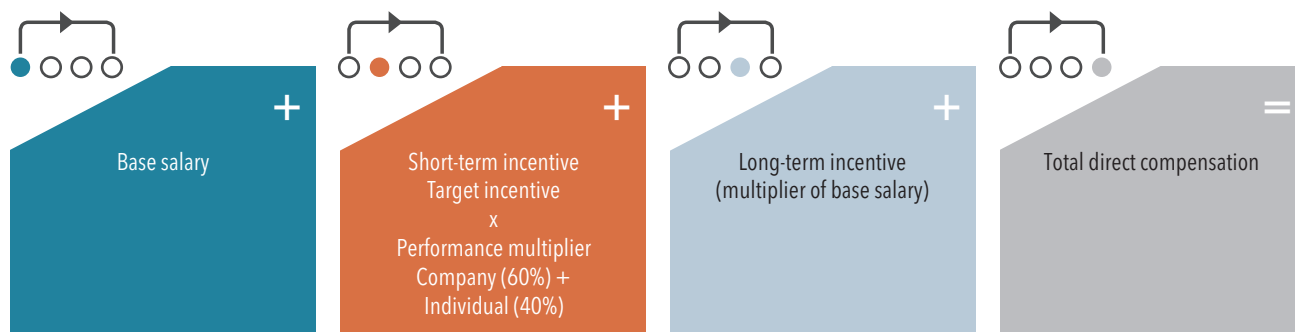 +
Base salary
+
Short-term incentive
Target incentive
x
Performance multiplier
Company (60%) +
Individual (40%)
+
Long-term incentive
(multiplier of base salary)
=
Total direct compensation